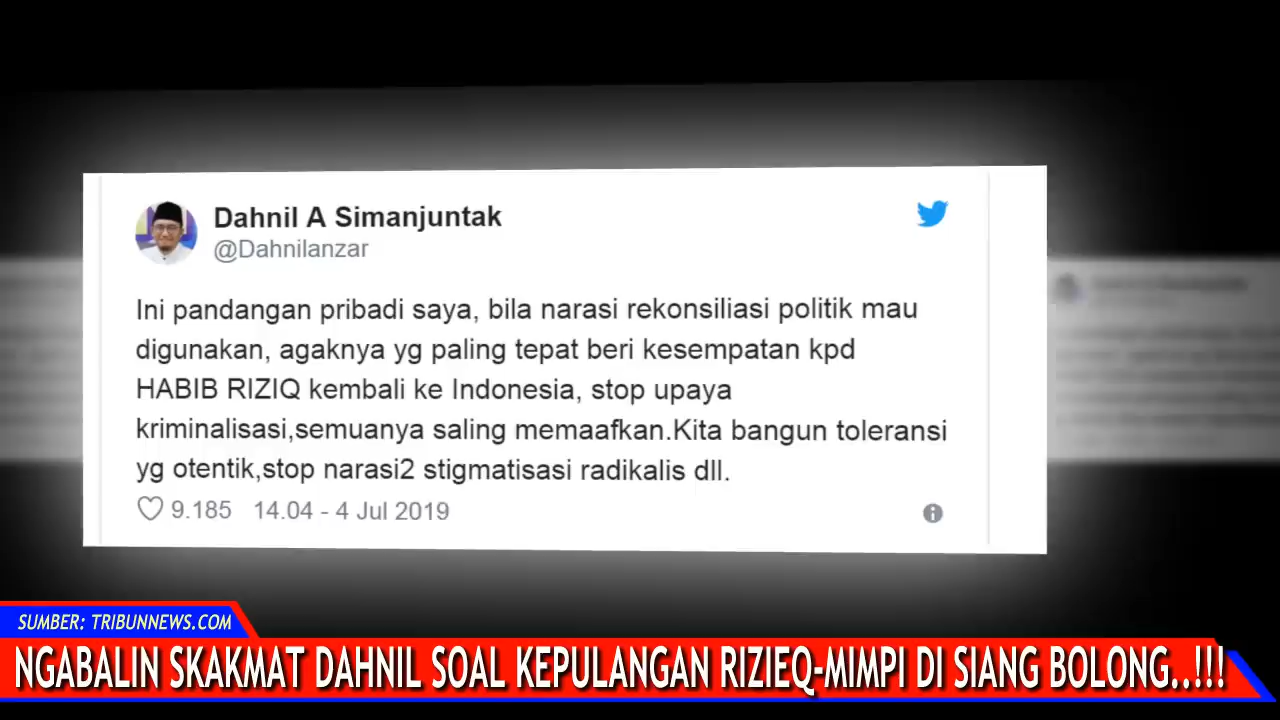 Dahnil A Simanjuntak
@Dahnilanzar
Ini pandangan pribadi saya, bila narasi rekonsiliasi politik mau
digunakan, agaknya yg paling tepat beri kesempatan kpd
HABIB RIZIQ kembali ke Indonesia, stop upaya
kriminalisasi,semuanya saling memaafkan.Kita bangun toleransi
yg otentik,stop narasi2 stigmatisasi radikalis dll.
9.185 14.04 - 4 Jul 2019
SUMBER: TRIBUNNEWS.COM
NGABALIN SKAKMAT DAHNIL SOAL KEPULANGAN RIZIEQ-MIMPI DI SIANG BOLONG..!!!